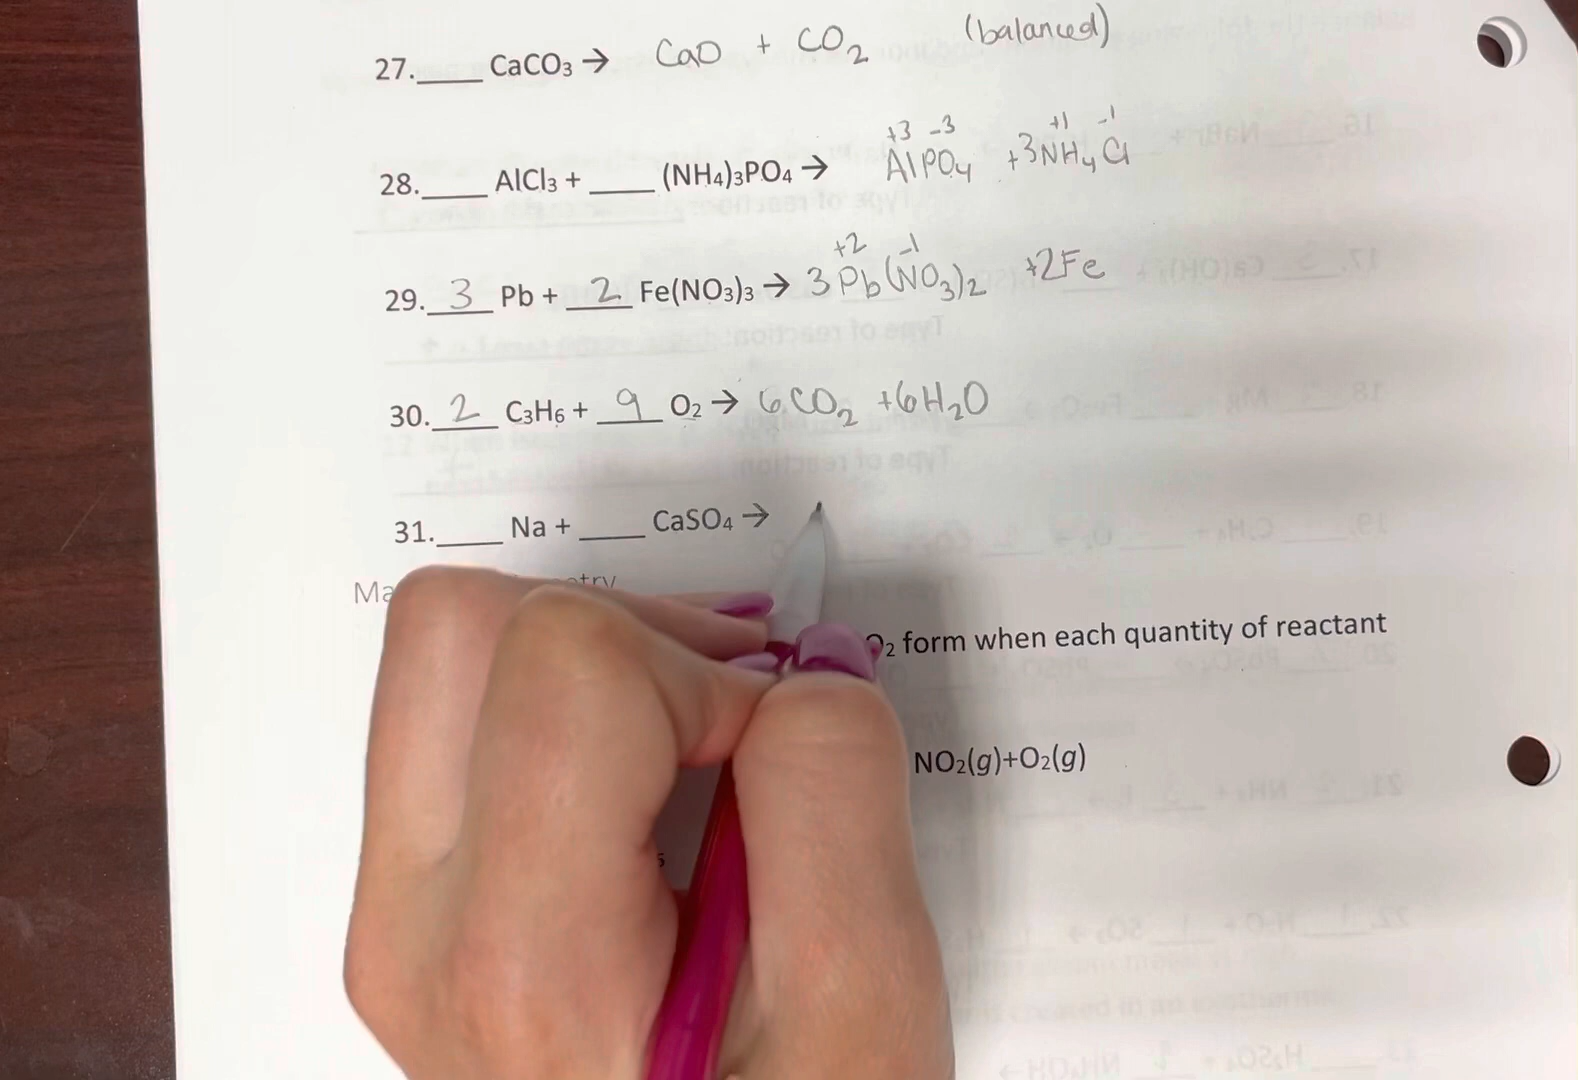 27.____ CaCO₃ → CaO + CO₂ (balanced)
+3 -3 +1 -1
28.____ AlCl₃ + ____ (NH₄)₃PO₄ → AlPO₄ +3NH₄Cl
+2 -1
29. 3 Pb + 2 Fe(NO₃)₃ → 3Pb(NO₃)₂ +2Fe
30. 2 C₃H₆ + 9 O₂ → 6CO₂ +6H₂O
31.____ Na + ____ CaSO₄ →
O₂ form when each quantity of reactant
NO₂(g)+O₂(g)
5